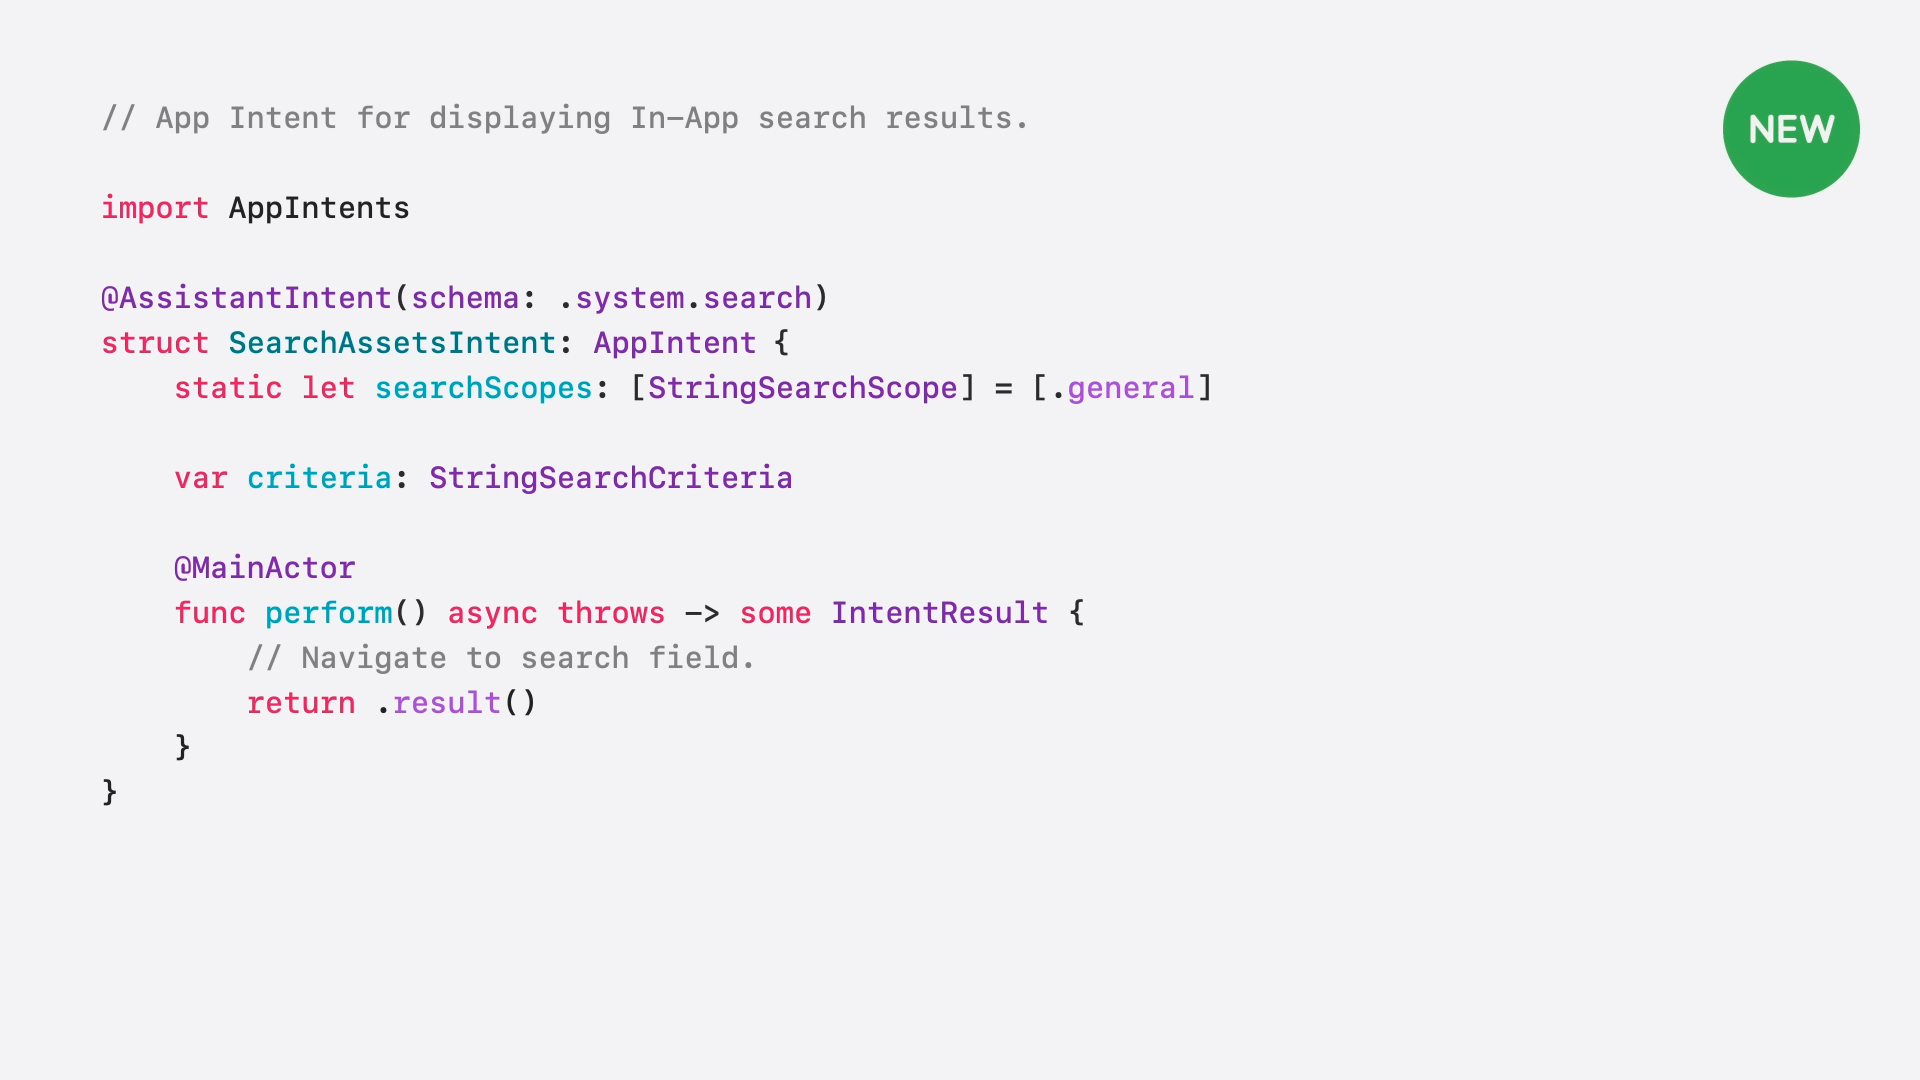 // App Intent for displaying In-App search results.
NEW
import AppIntents
@AssistantIntent(schema: .system.search)
struct SearchAssetsIntent: AppIntent {
    static let searchScopes: [StringSearchScope] = [.general]
    var criteria: StringSearchCriteria
    @MainActor
    func perform() async throws -> some IntentResult {
        // Navigate to search field.
        return .result()
    }
}